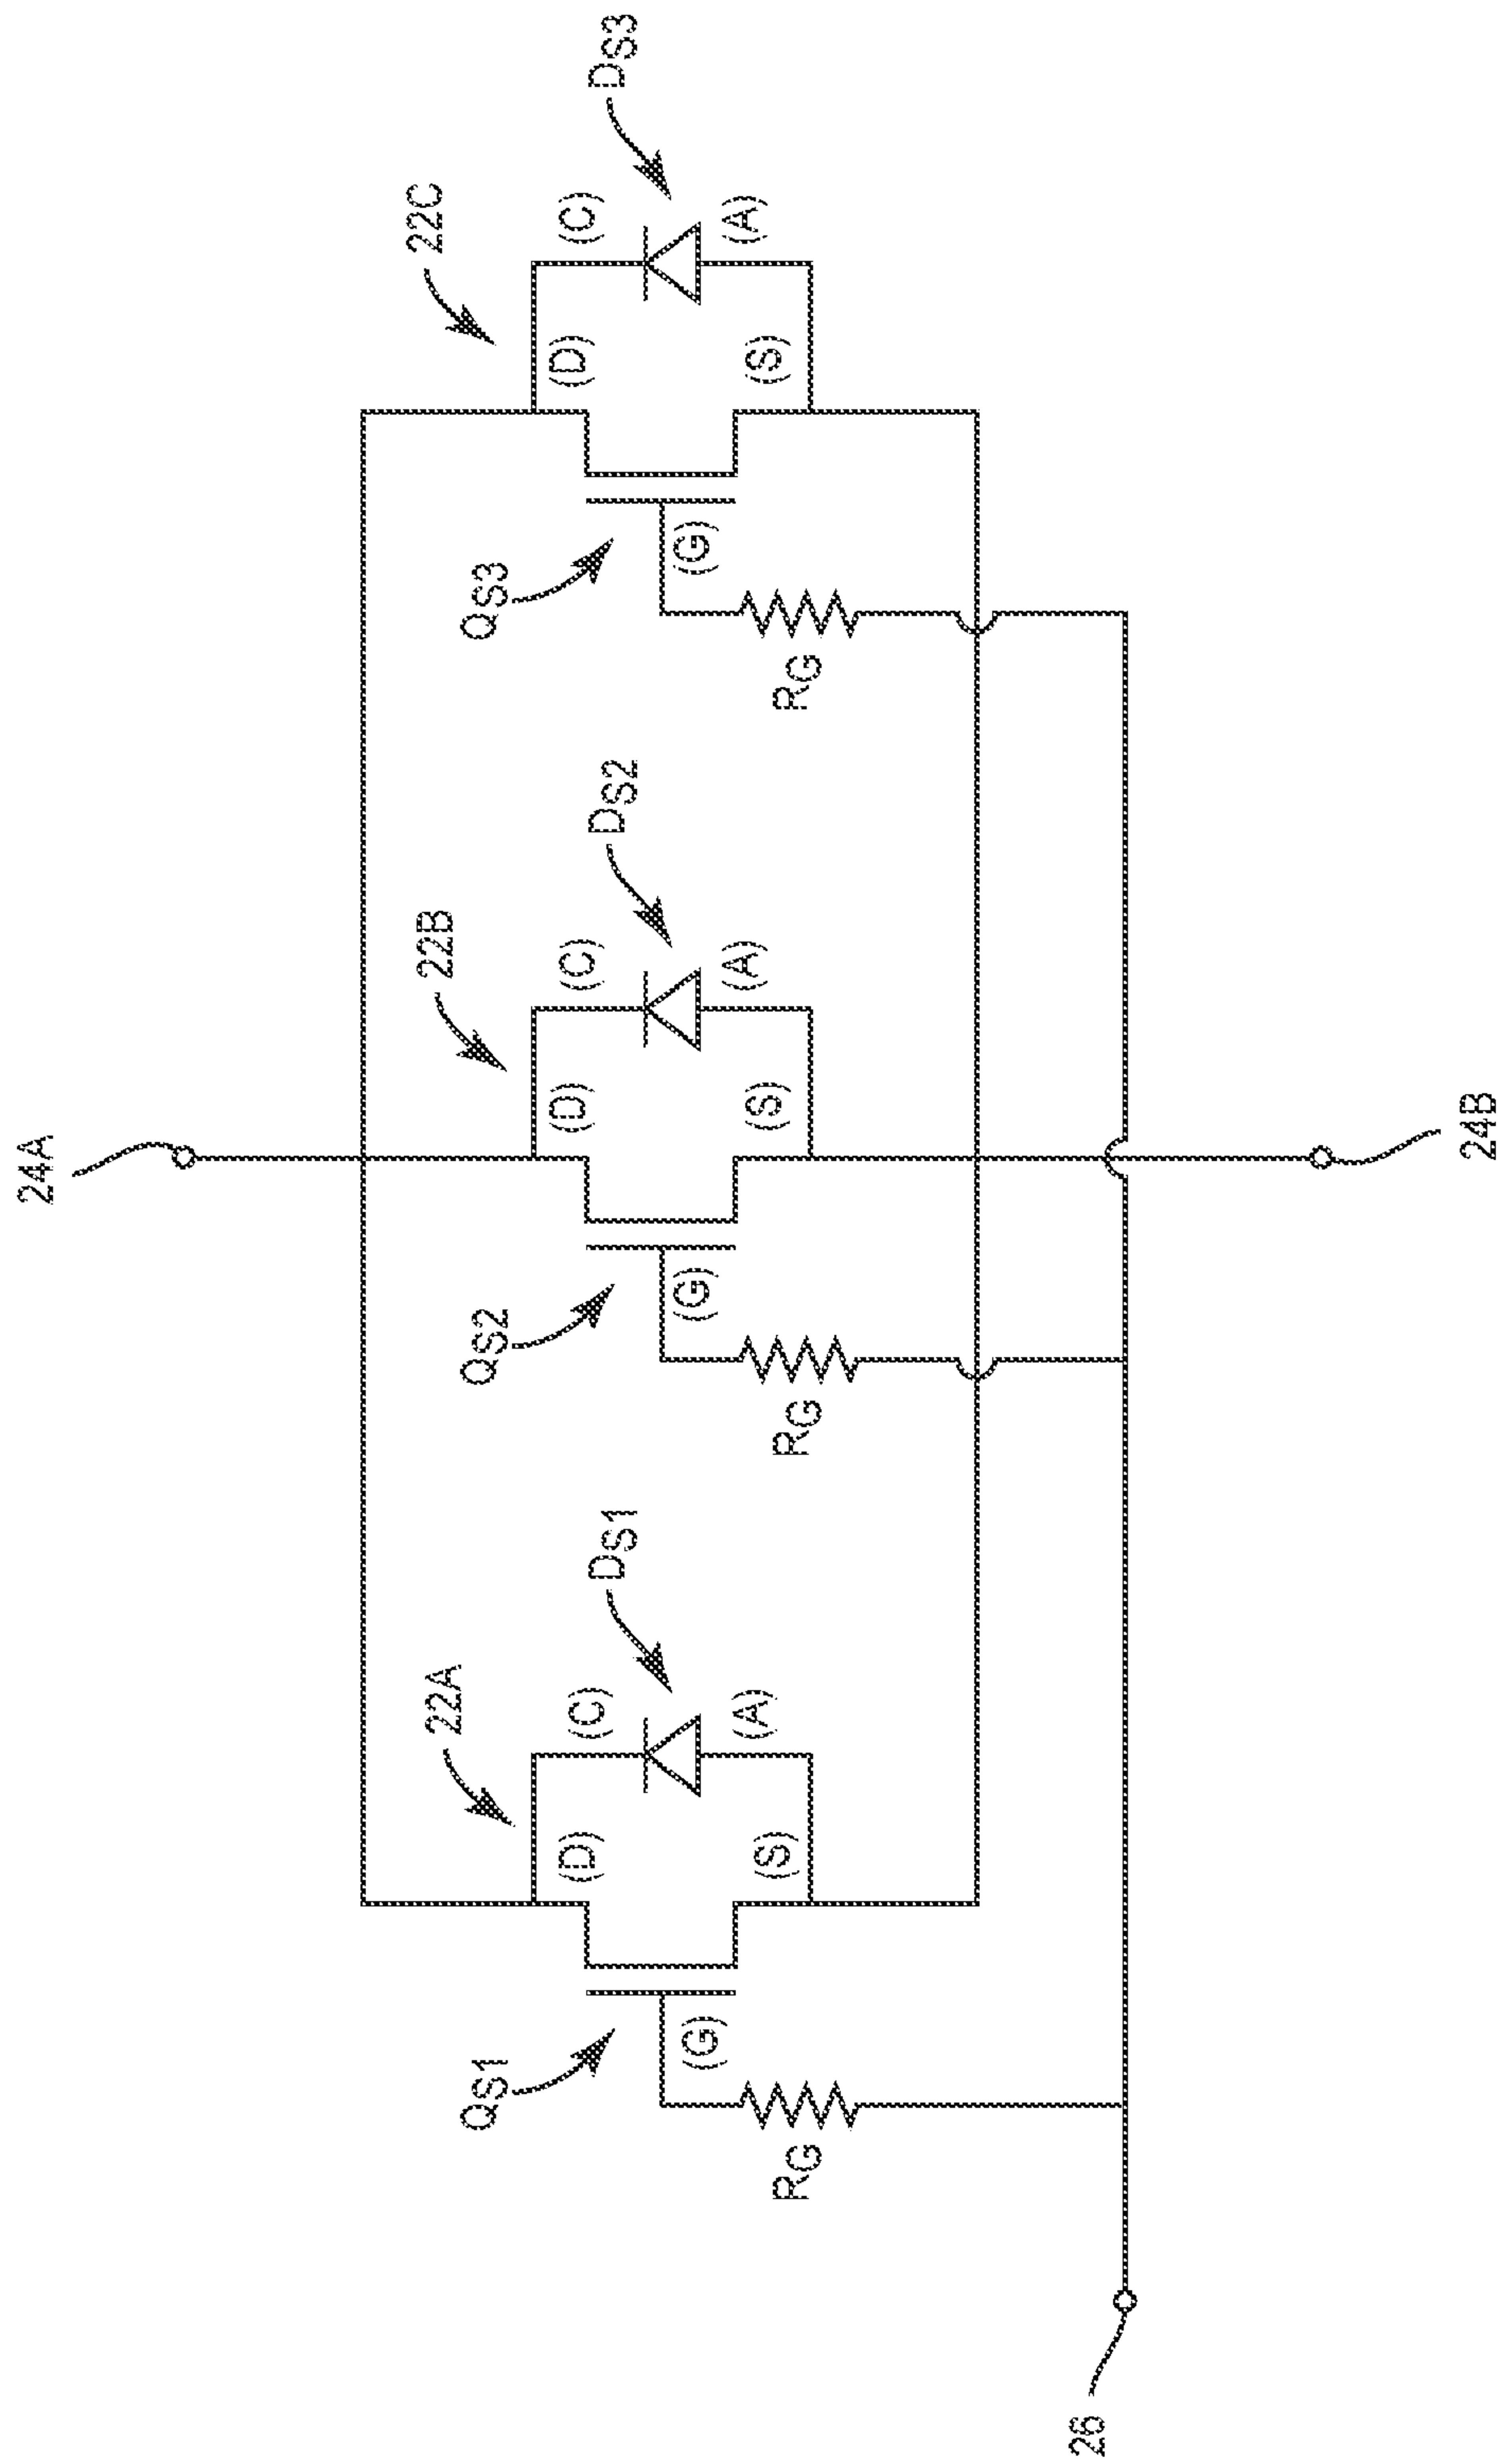 24A
22A
22B
22C
QS1
QS2
QS3
(D)
(C)
DS1
(D)
(C)
DS2
(D)
(C)
DS3
(G)
(S)
(A)
(G)
(S)
(A)
(G)
(S)
(A)
RG
RG
RG
26
24B